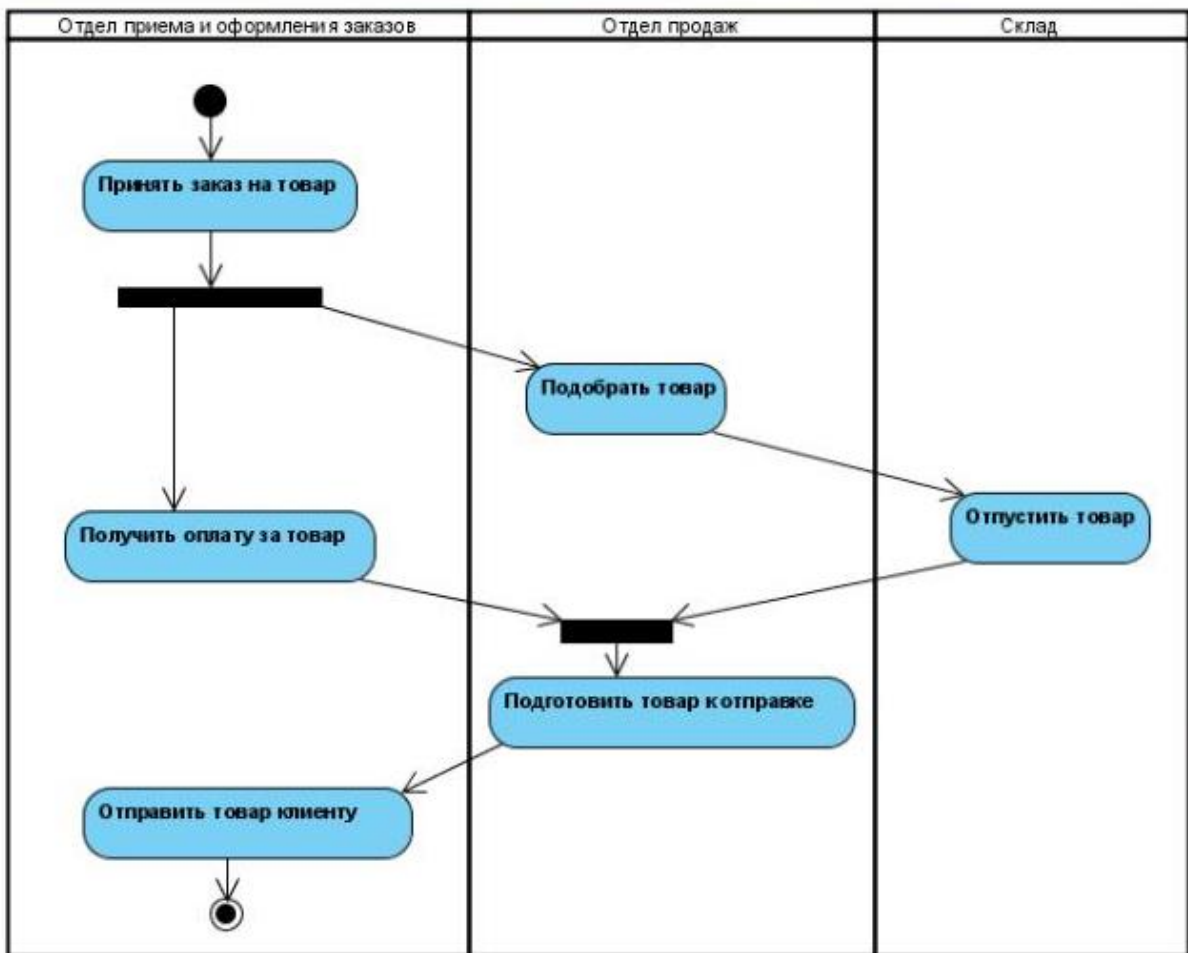 Отдел приема и оформления заказов
Отдел продаж
Склад
Принять заказ на товар
Подобрать товар
Отпустить товар
Получить оплату за товар
Подготовить товар к отправке
Отправить товар клиенту